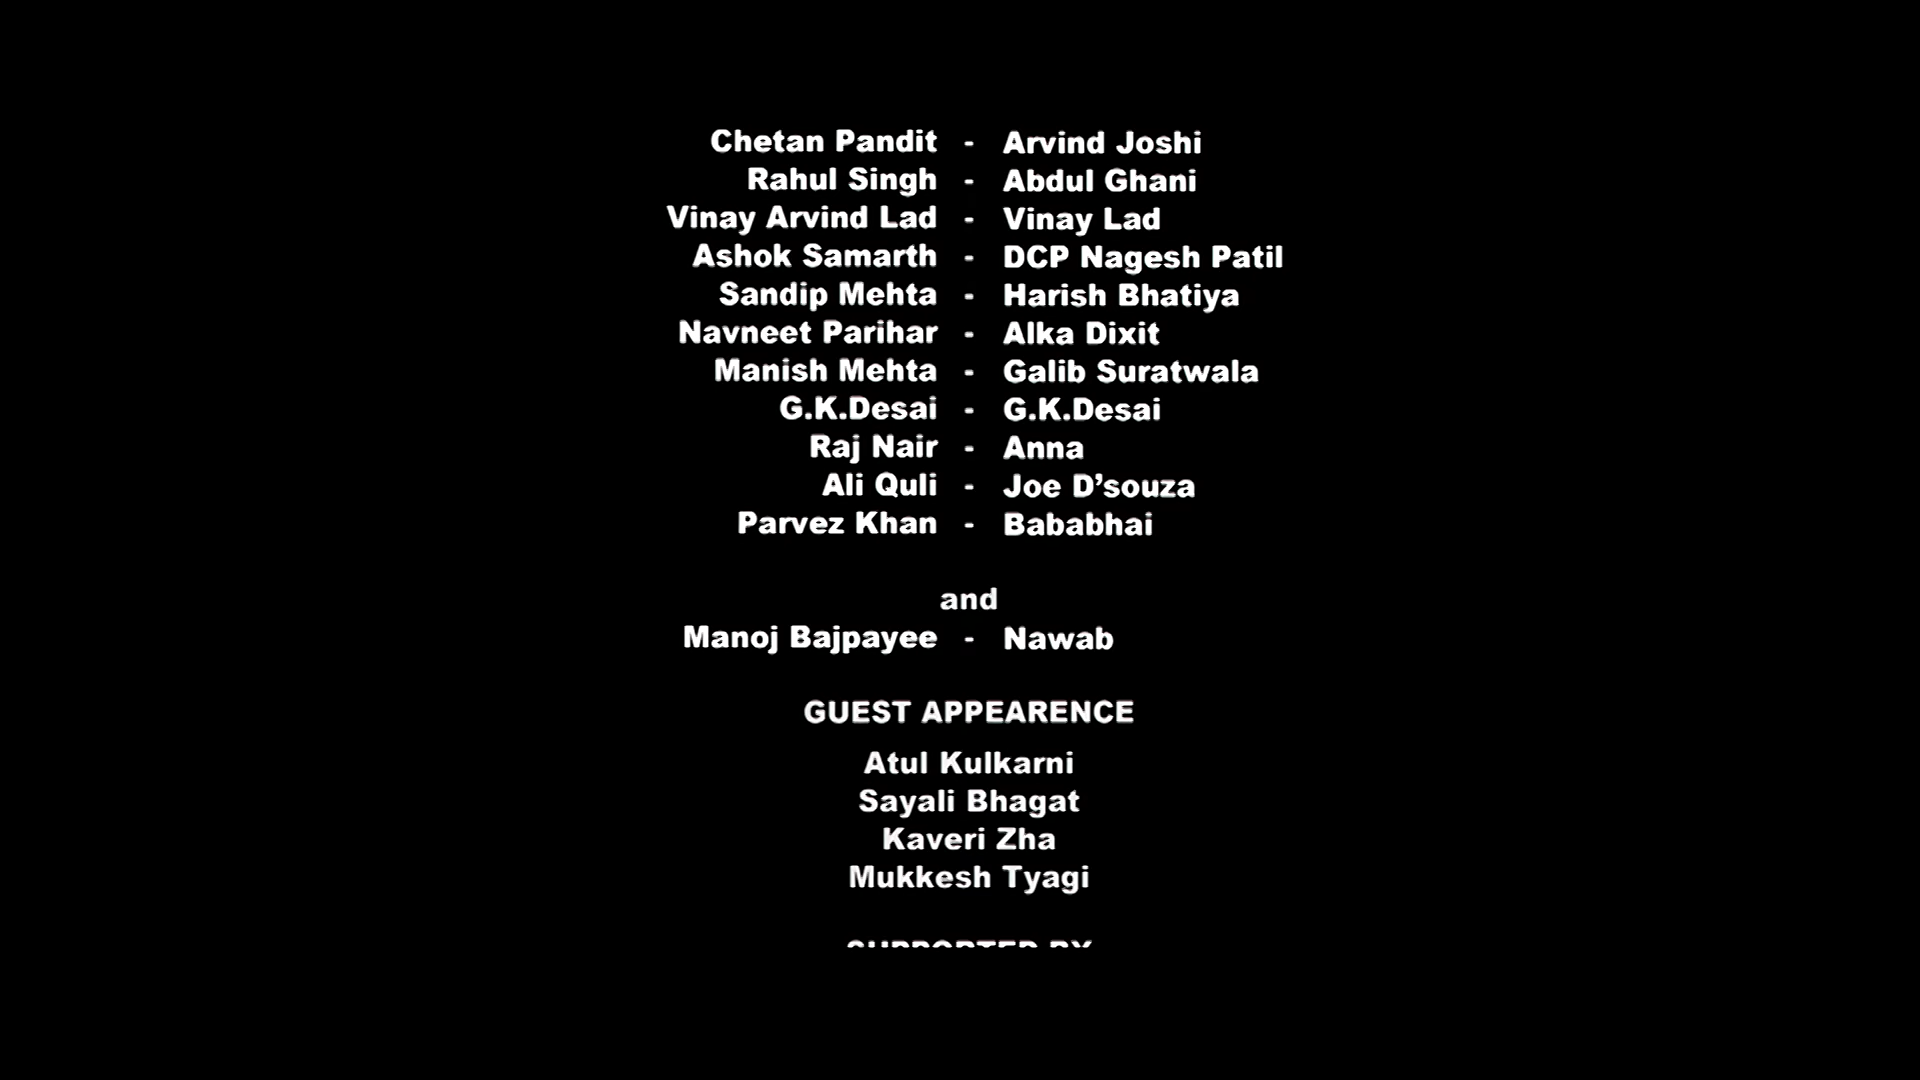 Chetan Pandit - Arvind Joshi
Rahul Singh - Abdul Ghani
Vinay Arvind Lad - Vinay Lad
Ashok Samarth - DCP Nagesh Patil
Sandip Mehta - Harish Bhatiya
Navneet Parihar - Alka Dixit
Manish Mehta - Galib Suratwala
G.K.Desai - G.K.Desai
Raj Nair - Anna
Ali Quli - Joe D’souza
Parvez Khan - Bababhai
and
Manoj Bajpayee - Nawab
GUEST APPEARENCE
Atul Kulkarni
Sayali Bhagat
Kaveri Zha
Mukkesh Tyagi
SUPPORTED BY